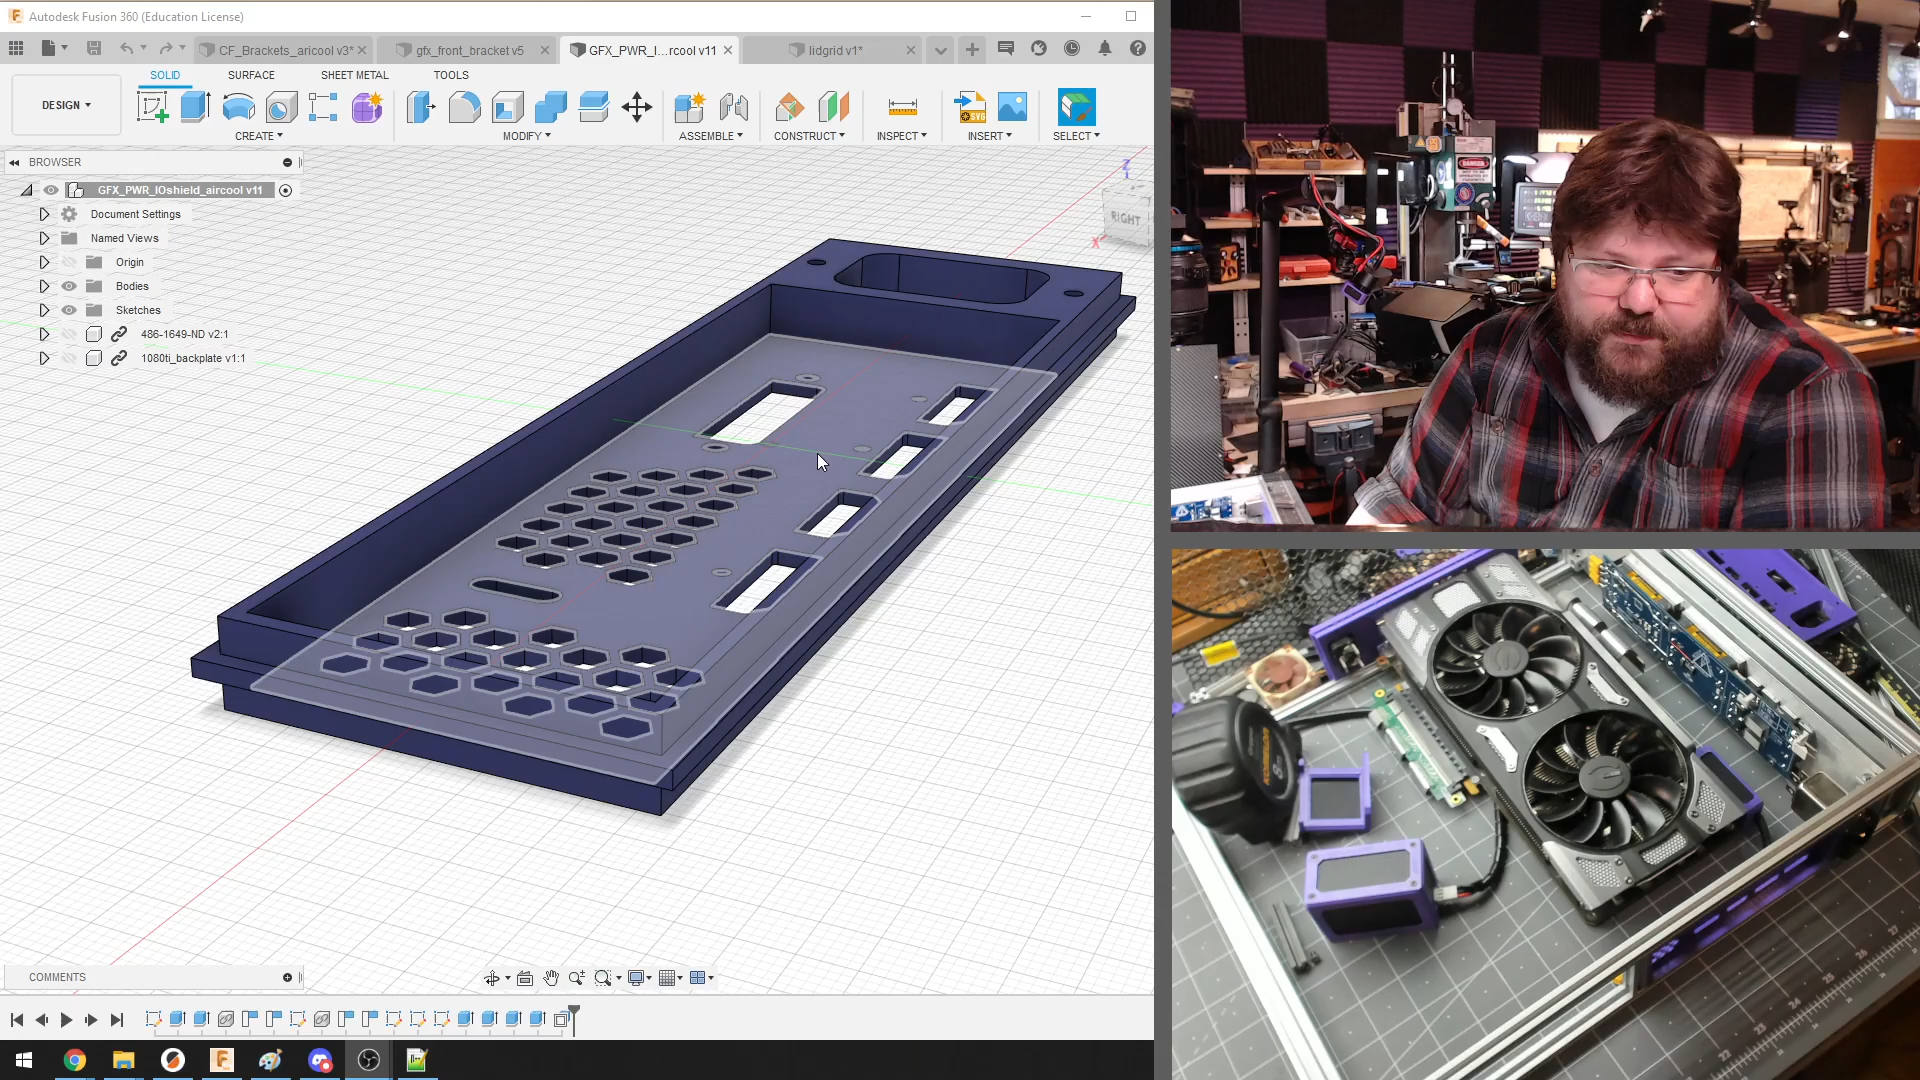 Autodesk Fusion 360 (Education License)
CF_Brackets_aricool v3*
gfx_front_bracket v5
GFX_PWR_I...rcool v11
lidgrid v1*
DESIGN
SOLID
SURFACE
SHEET METAL
TOOLS
CREATE
MODIFY
ASSEMBLE
CONSTRUCT
INSPECT
INSERT
SELECT
BROWSER
GFX_PWR_IOshield_aircool v11
Document Settings
Named Views
Origin
Bodies
Sketches
486-1649-ND v2:1
1080ti_backplate v1:1
Z
RIGHT
X
DANGER
COMMENTS